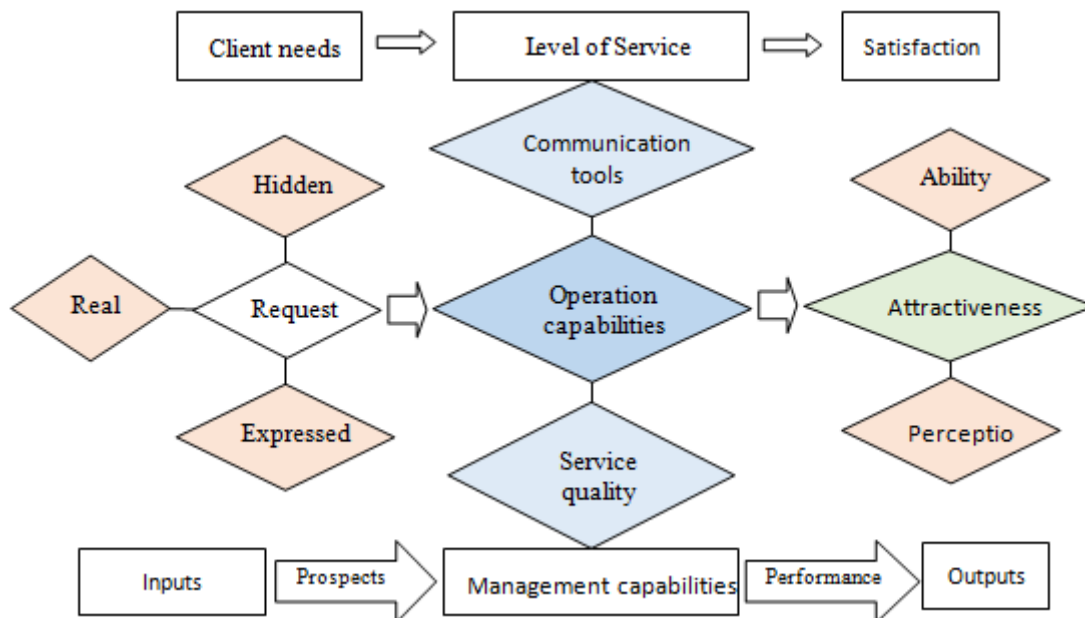 Client needs
Level of Service
Satisfaction
Communication
tools
Hidden
Ability
Real
Request
Operation
capabilities
Attractiveness
Expressed
Perceptio
Service
quality
Inputs
Prospects
Management capabilities
Performance
Outputs